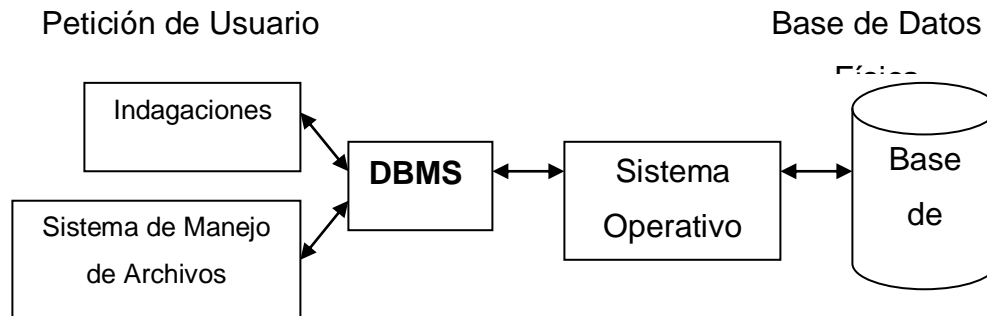 Petición de Usuario
Base de Datos
Indagaciones
Sistema de Manejo
de Archivos
DBMS
Sistema
Operativo
Base
de